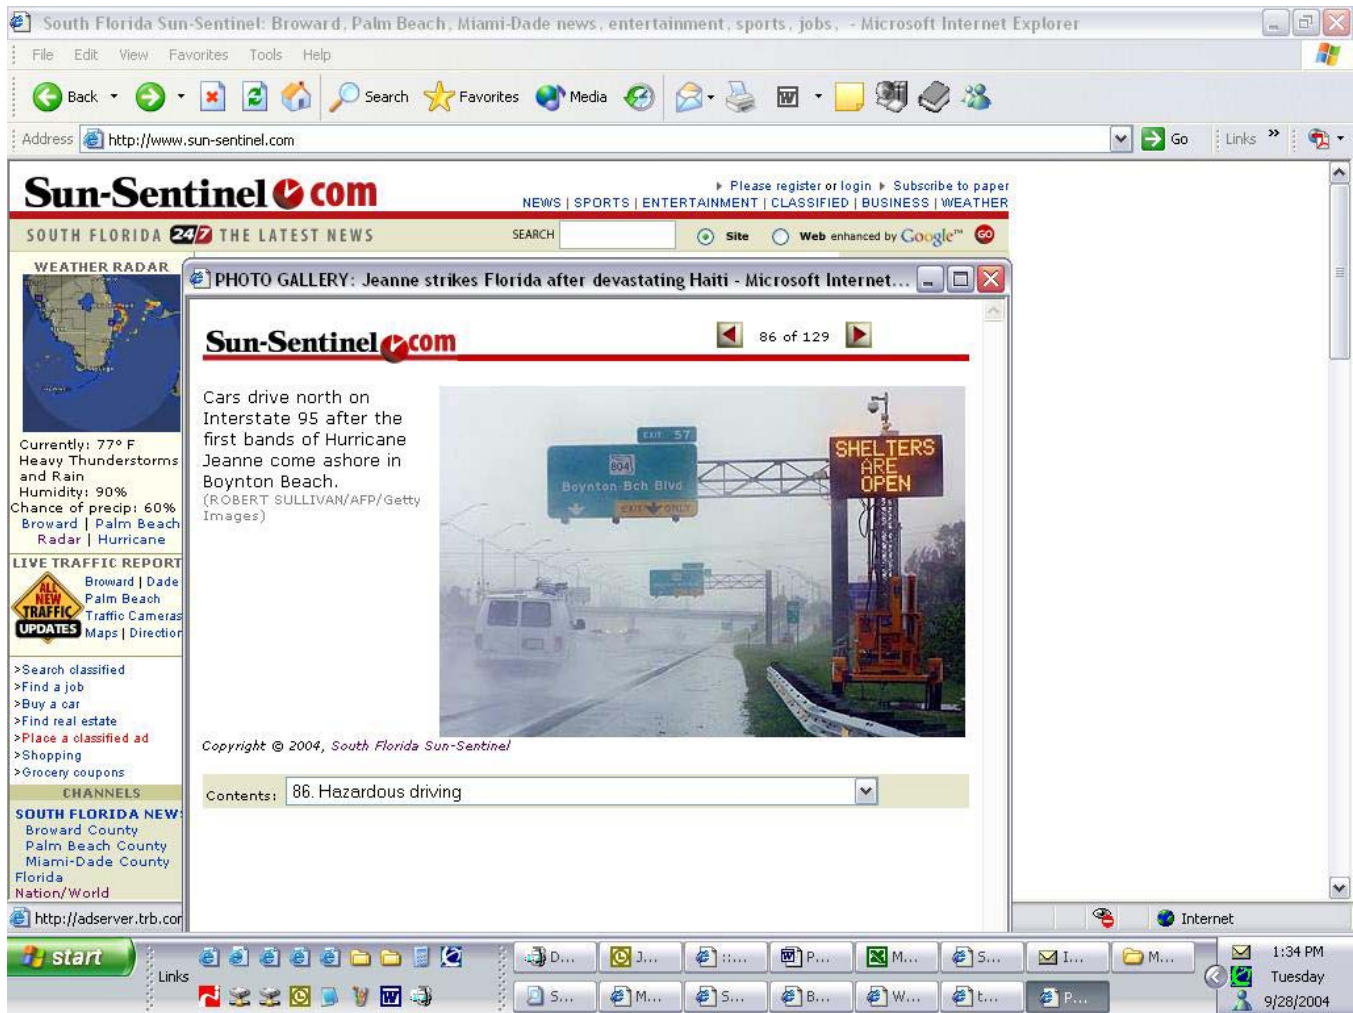 South Florida Sun-Sentinel: Broward, Palm Beach, Miami-Dade news, entertainment, sports, jobs, - Microsoft Internet Explorer
File Edit View Favorites Tools Help
Back Search Favorites Media
Address http://www.sun-sentinel.com Go Links »
Sun-Sentinel com
Please register or login Subscribe to paper
NEWS | SPORTS | ENTERTAINMENT | CLASSIFIED | BUSINESS | WEATHER
SOUTH FLORIDA 24/7 THE LATEST NEWS SEARCH Site Web enhanced by Google™ GO
WEATHER RADAR
Currently: 77° F
Heavy Thunderstorms
and Rain
Humidity: 90%
Chance of precip: 60%
Broward | Palm Beach
Radar | Hurricane
LIVE TRAFFIC REPORT
ALL
NEW
TRAFFIC
UPDATES
Broward | Dade
Palm Beach
Traffic Cameras
Maps | Direction
>Search classified
>Find a job
>Buy a car
>Find real estate
>Place a classified ad
>Shopping
>Grocery coupons
CHANNELS
SOUTH FLORIDA NEWS
Broward County
Palm Beach County
Miami-Dade County
Florida
Nation/World
PHOTO GALLERY: Jeanne strikes Florida after devastating Haiti - Microsoft Internet...
Sun-Sentinel com
86 of 129
Cars drive north on
Interstate 95 after the
first bands of Hurricane
Jeanne come ashore in
Boynton Beach.
(ROBERT SULLIVAN/AFP/Getty
Images)
EXIT 57
804
Boynton Bch Blvd
EXIT ONLY
SHELTERS
ARE
OPEN
Copyright © 2004, South Florida Sun-Sentinel
Contents: 86. Hazardous driving
http://adserver.trb.cor
Internet
start Links
D... J... ::... P... M... S... I... M...
S... M... S... B... W... t... P...
1:34 PM
Tuesday
9/28/2004